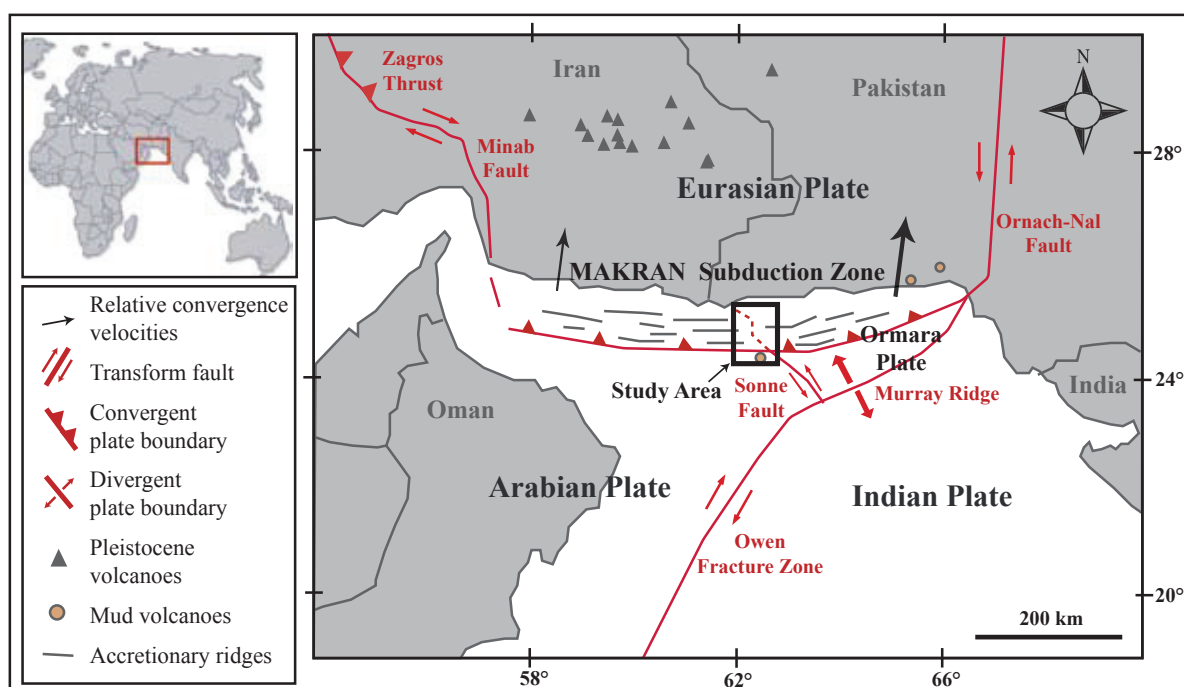 Relative convergence
velocities
Transform fault
Convergent
plate boundary
Divergent
plate boundary
Pleistocene
volcanoes
Mud volcanoes
Accretionary ridges
Zagros
Thrust
Iran
Pakistan
N
Minab
Fault
28°
Eurasian Plate
Ornach-Nal
Fault
MAKRAN Subduction Zone
Ormara
Plate
Study Area
Sonne
Fault
Murray Ridge
24°
India
Oman
Arabian Plate
Indian Plate
Owen
Fracture Zone
20°
200 km
58°
62°
66°
62°
66°